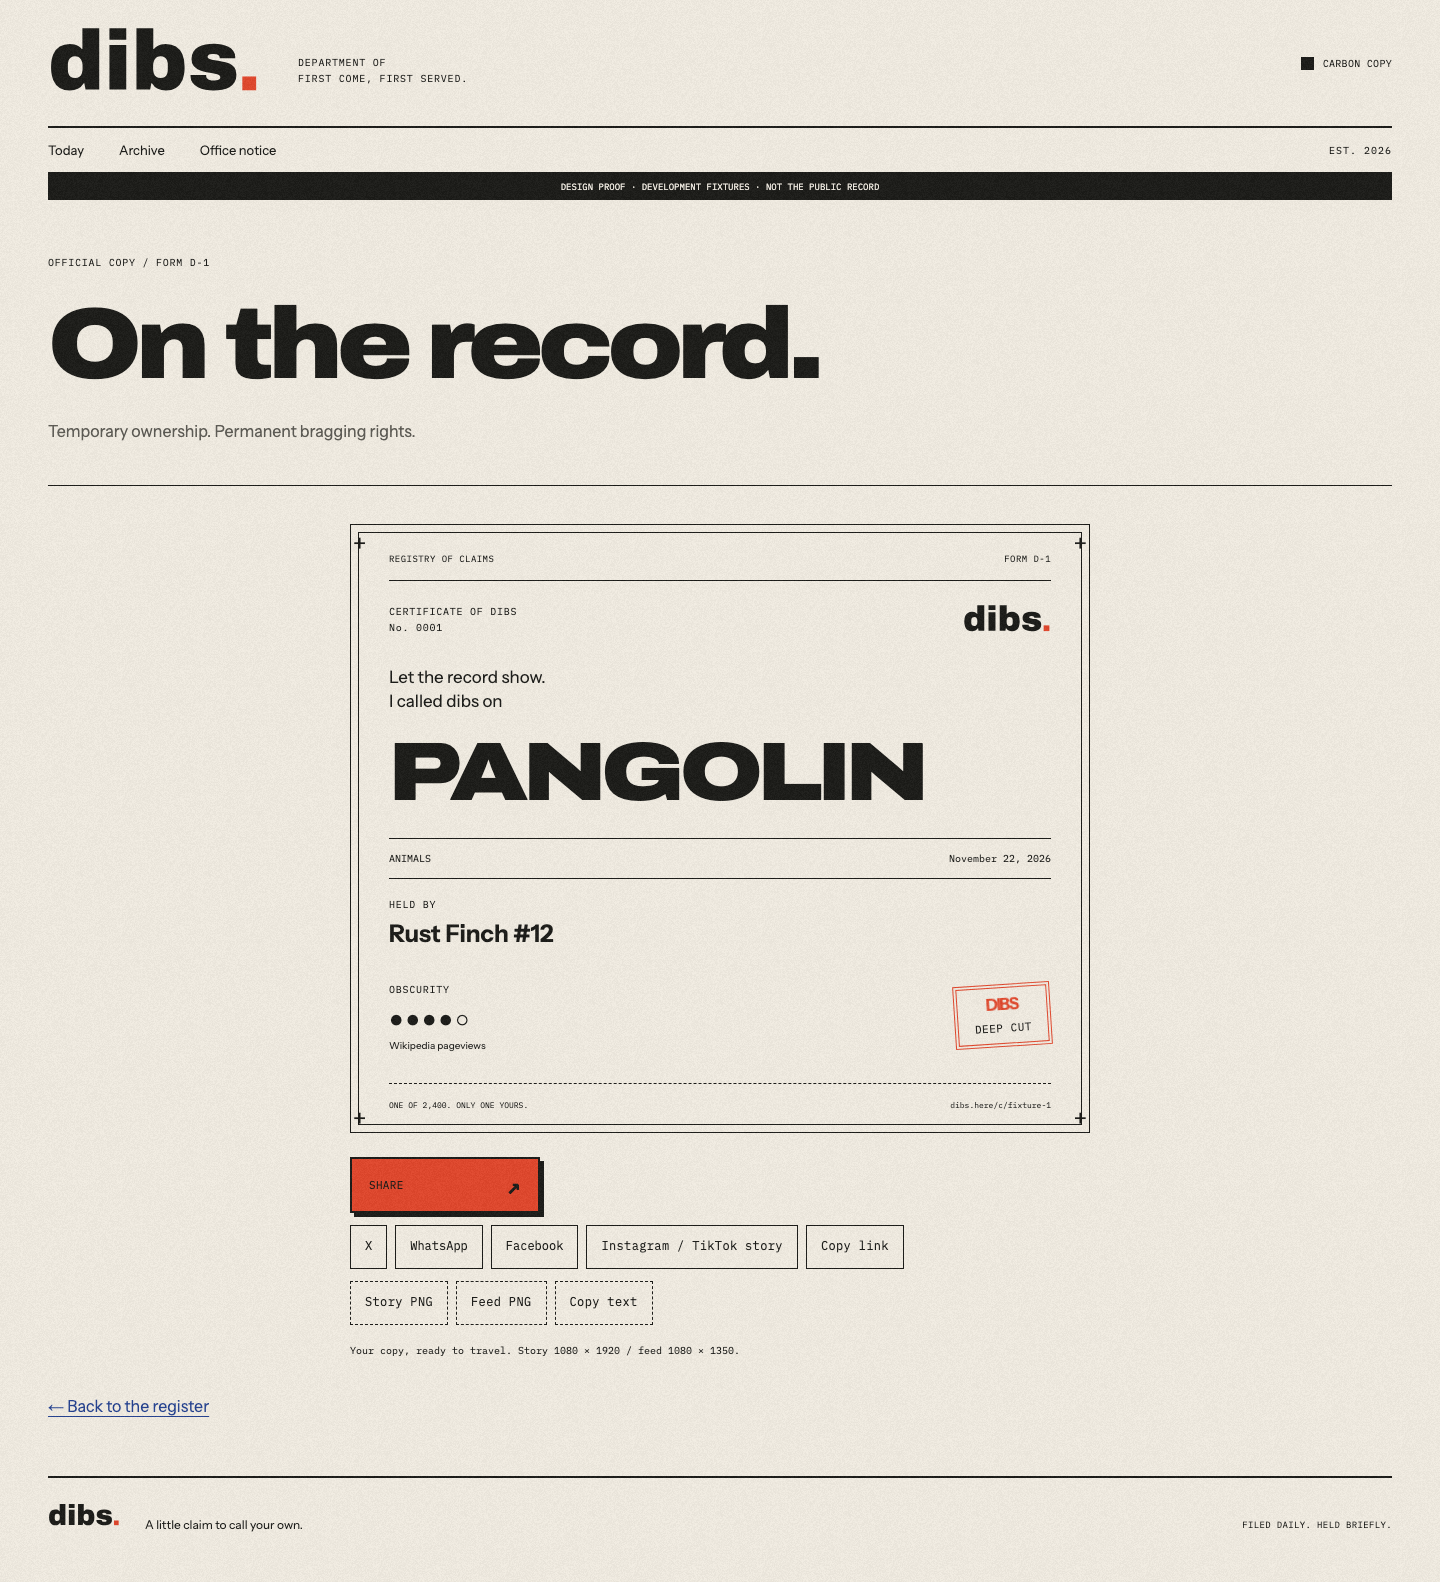 dibs.
DEPARTMENT OF
FIRST COME, FIRST SERVED.
CARBON COPY
Today Archive Office notice
EST. 2026
DESIGN PROOF · DEVELOPMENT FIXTURES · NOT THE PUBLIC RECORD
OFFICIAL COPY / FORM D-1
On the record.
Temporary ownership. Permanent bragging rights.
REGISTRY OF CLAIMS
FORM D-1
CERTIFICATE OF DIBS
No. 0001
dibs.
Let the record show.
I called dibs on
PANGOLIN
ANIMALS
November 22, 2026
HELD BY
Rust Finch #12
OBSCURITY
Wikipedia pageviews
DIBS
DEEP CUT
ONE OF 2,400. ONLY ONE YOURS.
dibs.here/c/fixture-1
SHARE ↗
X WhatsApp Facebook Instagram / TikTok story Copy link
Story PNG Feed PNG Copy text
Your copy, ready to travel. Story 1080 × 1920 / feed 1080 × 1350.
← Back to the register
dibs.
A little claim to call your own.
FILED DAILY. HELD BRIEFLY.